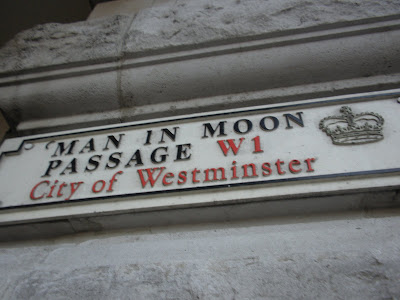 MAN IN MOON
PASSAGE W1
City of Westminster